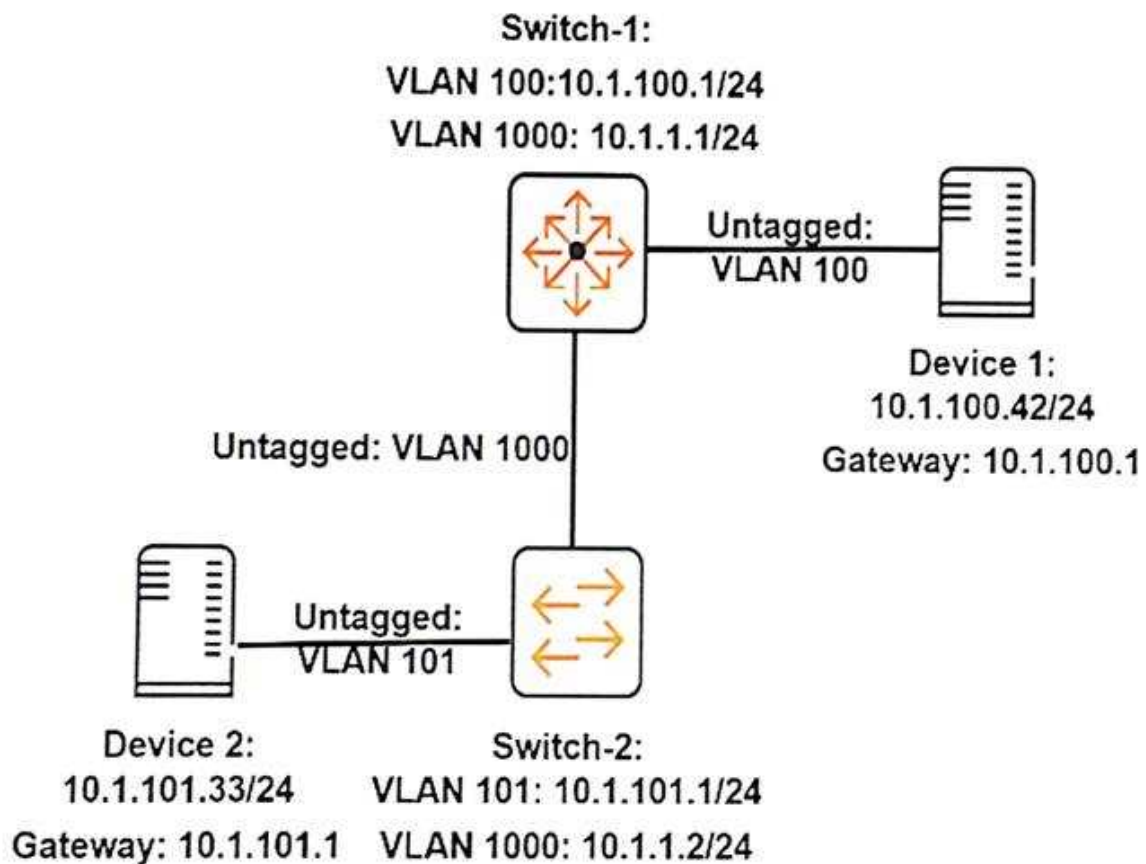 Switch-1:
VLAN 100:10.1.100.1/24
VLAN 1000: 10.1.1.1/24
Untagged:
VLAN 100
Device 1:
10.1.100.42/24
Gateway: 10.1.100.1
Untagged: VLAN 1000
Untagged:
VLAN 101
Device 2:
10.1.101.33/24
Gateway: 10.1.101.1
Switch-2:
VLAN 101: 10.1.101.1/24
VLAN 1000: 10.1.1.2/24